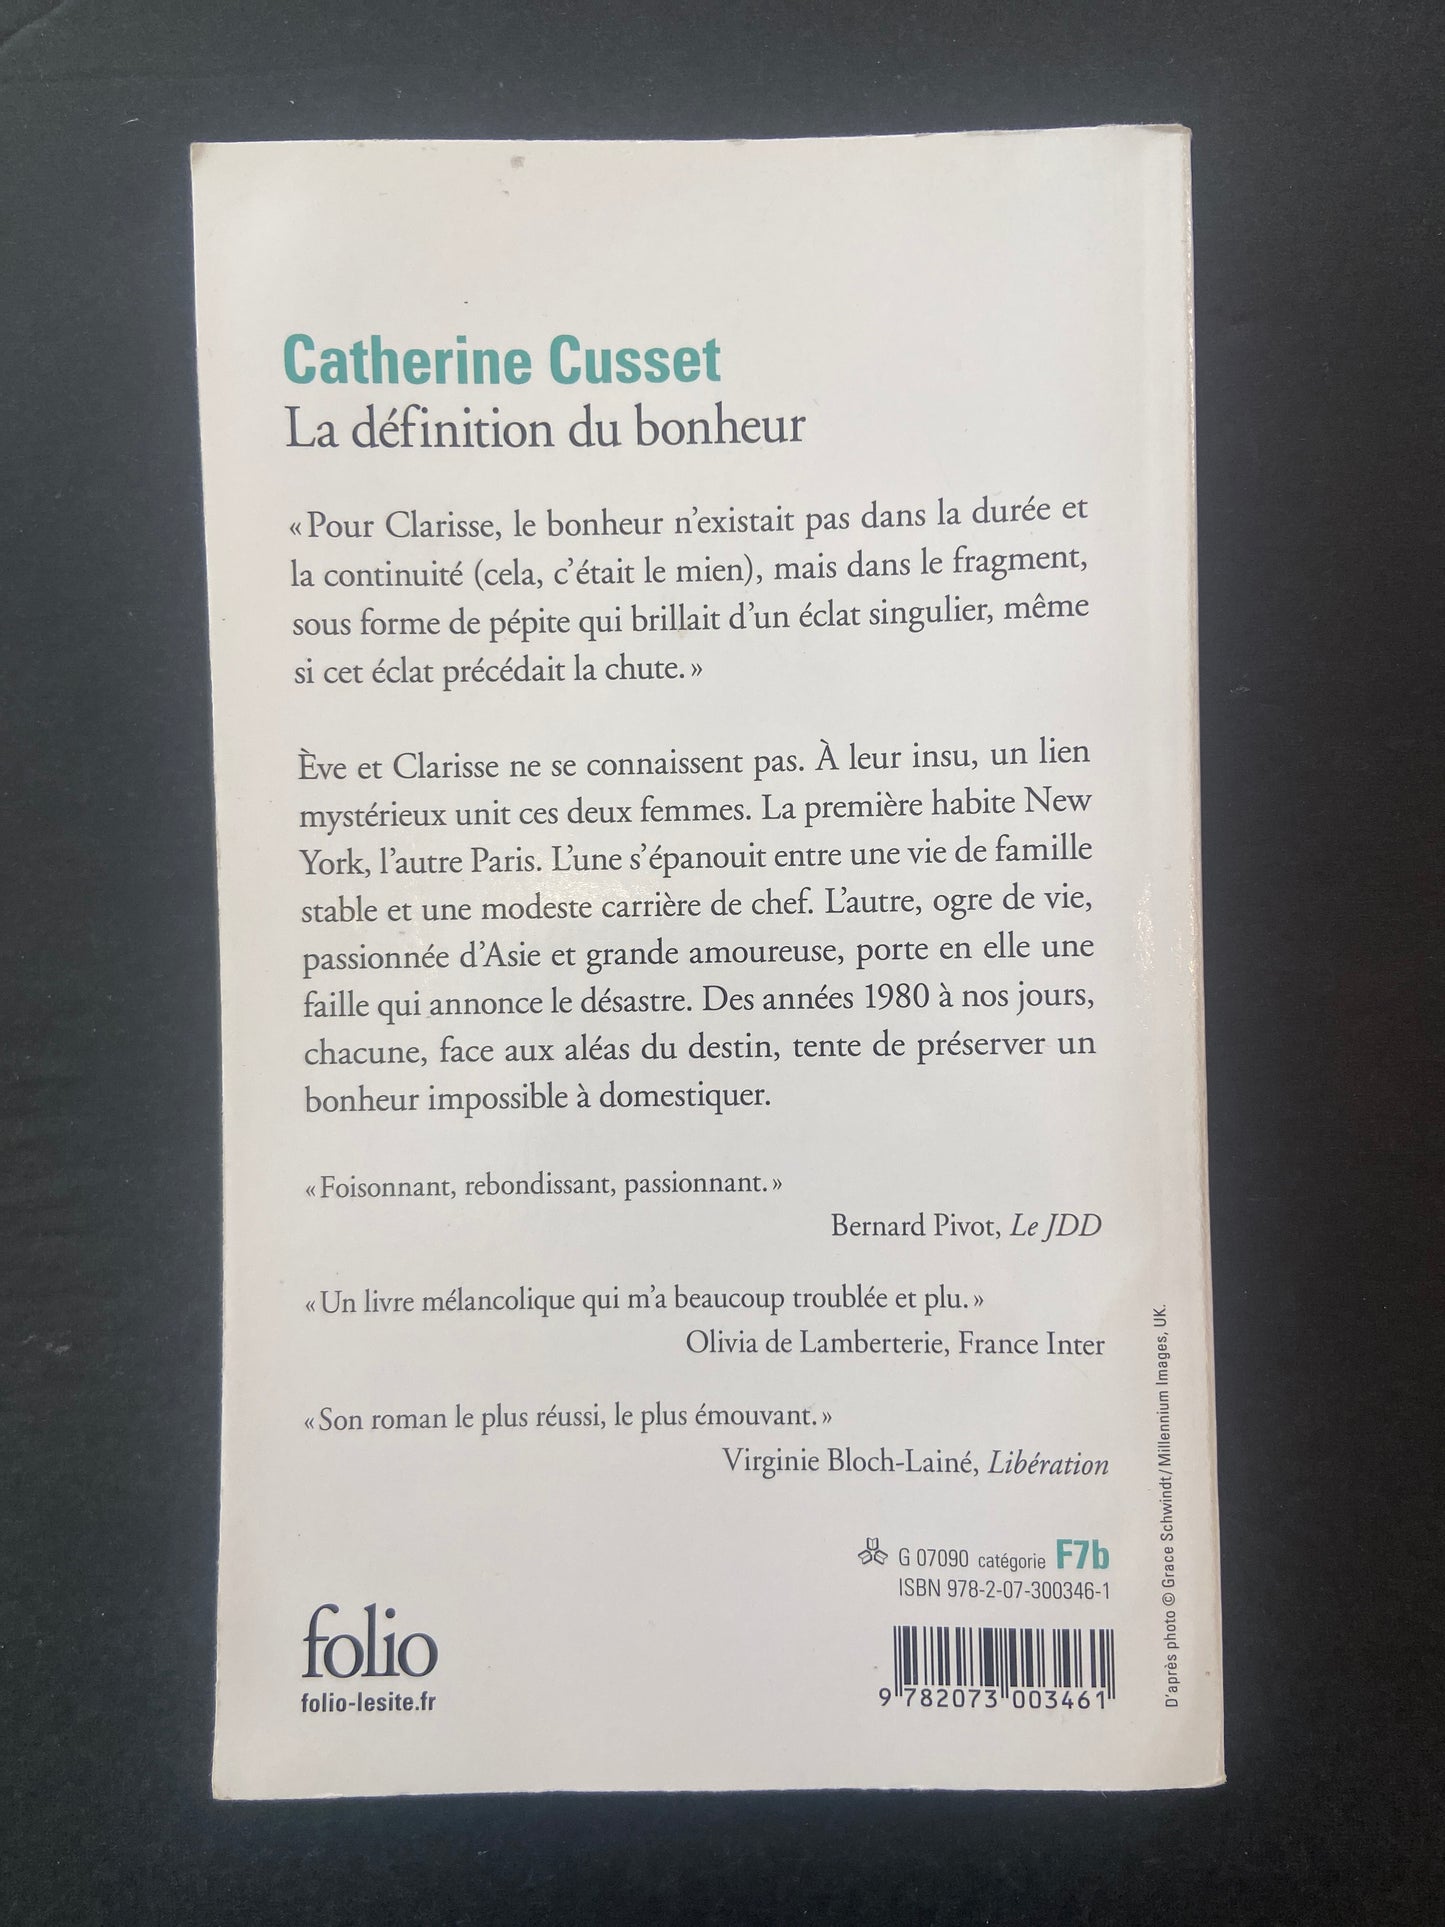 Catherine Cusset
La définition du bonheur
« Pour Clarisse, le bonheur n’existait pas dans la durée et
la continuité (cela, c’était le mien), mais dans le fragment,
sous forme de pépite qui brillait d’un éclat singulier, même
si cet éclat précédait la chute. »
Ève et Clarisse ne se connaissent pas. À leur insu, un lien
mystérieux unit ces deux femmes. La première habite New
York, l’autre Paris. L’une s’épanouit entre une vie de famille
stable et une modeste carrière de chef. L’autre, ogre de vie,
passionnée d’Asie et grande amoureuse, porte en elle une
faille qui annonce le désastre. Des années 1980 à nos jours,
chacune, face aux aléas du destin, tente de préserver un
bonheur impossible à domestiquer.
« Foisonnant, rebondissant, passionnant. »
Bernard Pivot, Le JDD
« Un livre mélancolique qui m’a beaucoup troublée et plu. »
Olivia de Lamberterie, France Inter
« Son roman le plus réussi, le plus émouvant. »
Virginie Bloch-Lainé, Libération
G 07090 catégorie F7b
ISBN 978-2-07-300346-1
folio
folio-lesite.fr
9 782073 003461
D’après photo © Grace Schwindt / Millennium Images, UK.